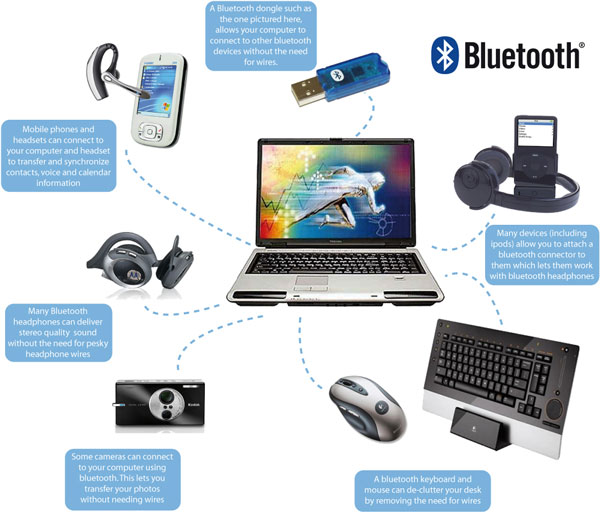 A Bluetooth dongle such as
the one pictured here,
allows your computer to
connect to other bluetooth
devices without the need
for wires.
Bluetooth®
Mobile phones and
headsets can connect to
your computer and headset
to transfer and synchronize
contacts, voice and calendar
information
Many devices (including
ipods) allow you to attach a
bluetooth connector to
them which lets them work
with bluetooth headphones
Many Bluetooth
headphones can deliver
stereo quality sound
without the need for pesky
headphone wires
Kodak
Some cameras can connect
to your computer using
bluetooth. This lets you
transfer your photos
without needing wires
A bluetooth keyboard and
mouse can de-clutter your desk
by removing the need for wires